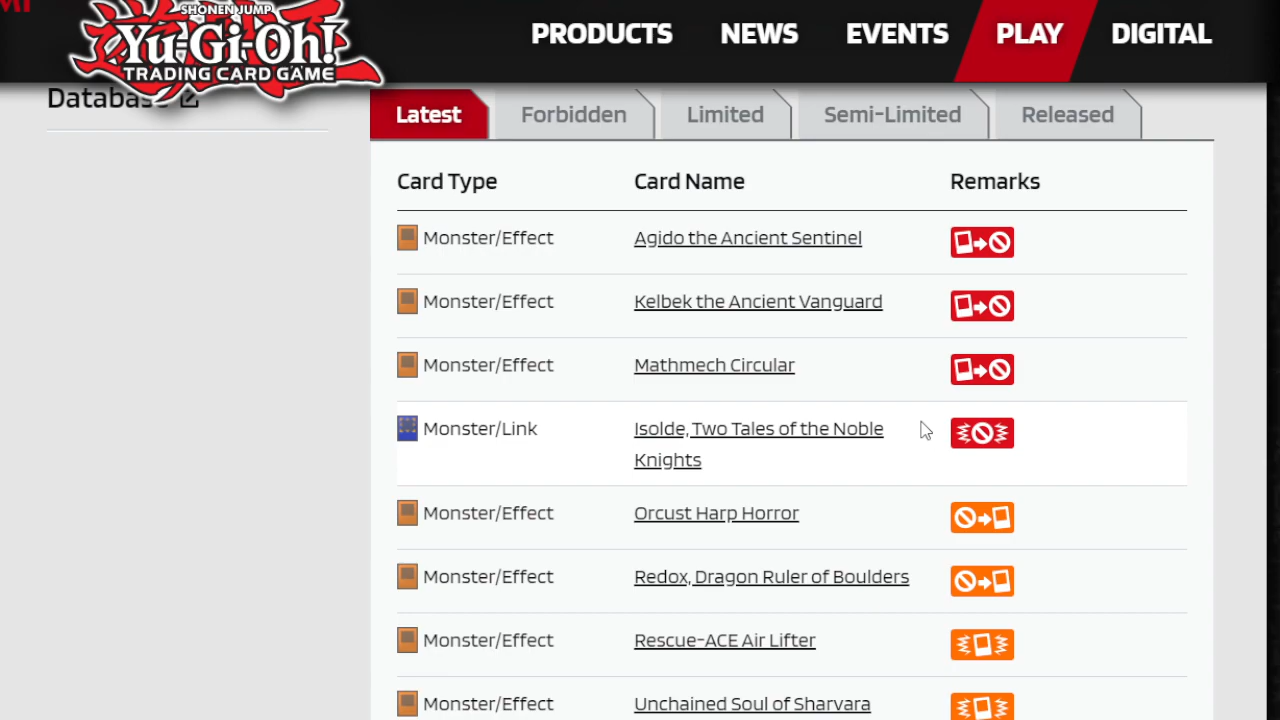 SHONEN JUMP
Yu-Gi-Oh!
TRADING CARD GAME
PRODUCTS NEWS EVENTS PLAY DIGITAL
Database
Latest Forbidden Limited Semi-Limited Released
Card Type Card Name Remarks
Monster/Effect Agido the Ancient Sentinel
Monster/Effect Kelbek the Ancient Vanguard
Monster/Effect Mathmech Circular
Monster/Link Isolde, Two Tales of the Noble
Knights
Monster/Effect Orcust Harp Horror
Monster/Effect Redox, Dragon Ruler of Boulders
Monster/Effect Rescue-ACE Air Lifter
Monster/Effect Unchained Soul of Sharvara